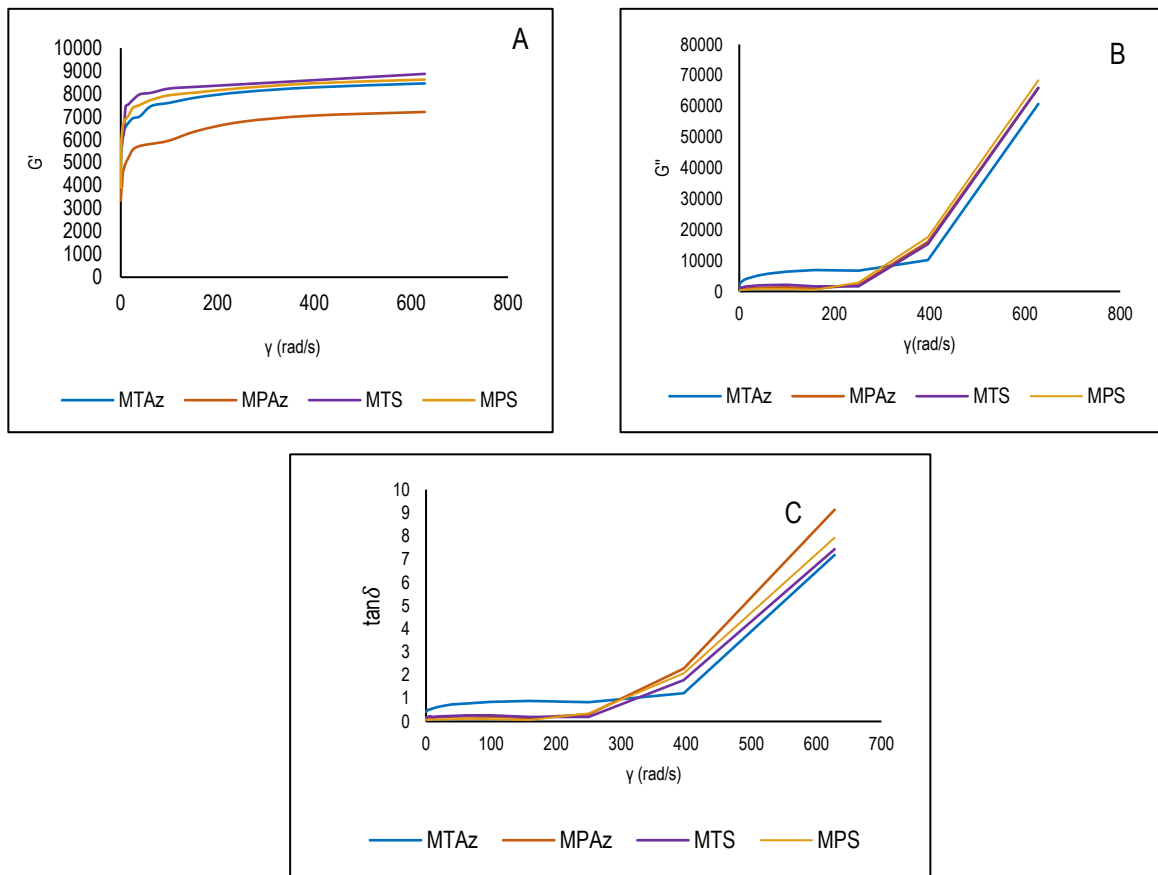 A
10000
9000
8000
7000
6000
5000
4000
3000
2000
1000
0
G'
0 200 400 600 800
γ (rad/s)
MTAz MPAz MTS MPS
B
80000
70000
60000
50000
40000
30000
20000
10000
0
G"
0 200 400 600 800
γ(rad/s)
MTAz MPAz MTS MPS
C
10
9
8
7
6
5
4
3
2
1
0
tanδ
0 100 200 300 400 500 600 700
γ (rad/s)
MTAz MPAz MTS MPS